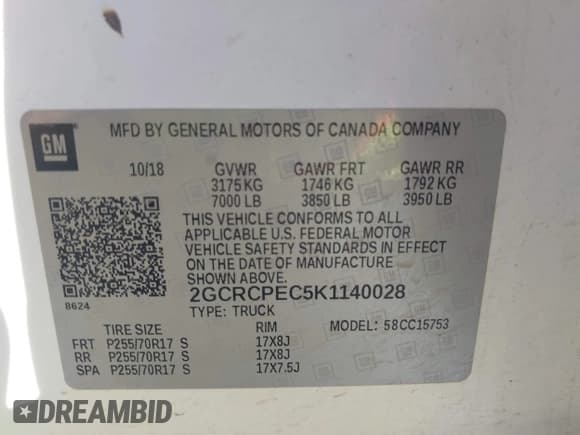 GM
MFD BY GENERAL MOTORS OF CANADA COMPANY
10/18 GVWR GAWR FRT GAWR RR
3175 KG 1746 KG 1792 KG
7000 LB 3850 LB 3950 LB
THIS VEHICLE CONFORMS TO ALL
APPLICABLE U.S. FEDERAL MOTOR
VEHICLE SAFETY STANDARDS IN EFFECT
ON THE DATE OF MANUFACTURE
SHOWN ABOVE.
8624
2GCRCPEC5K1140028
TYPE: TRUCK
MODEL: 58CC15753
TIRE SIZE RIM
FRT P255/70R17 S 17X8J
RR P255/70R17 S 17X8J
SPA P255/70R17 S 17X7.5J
DREAMBID